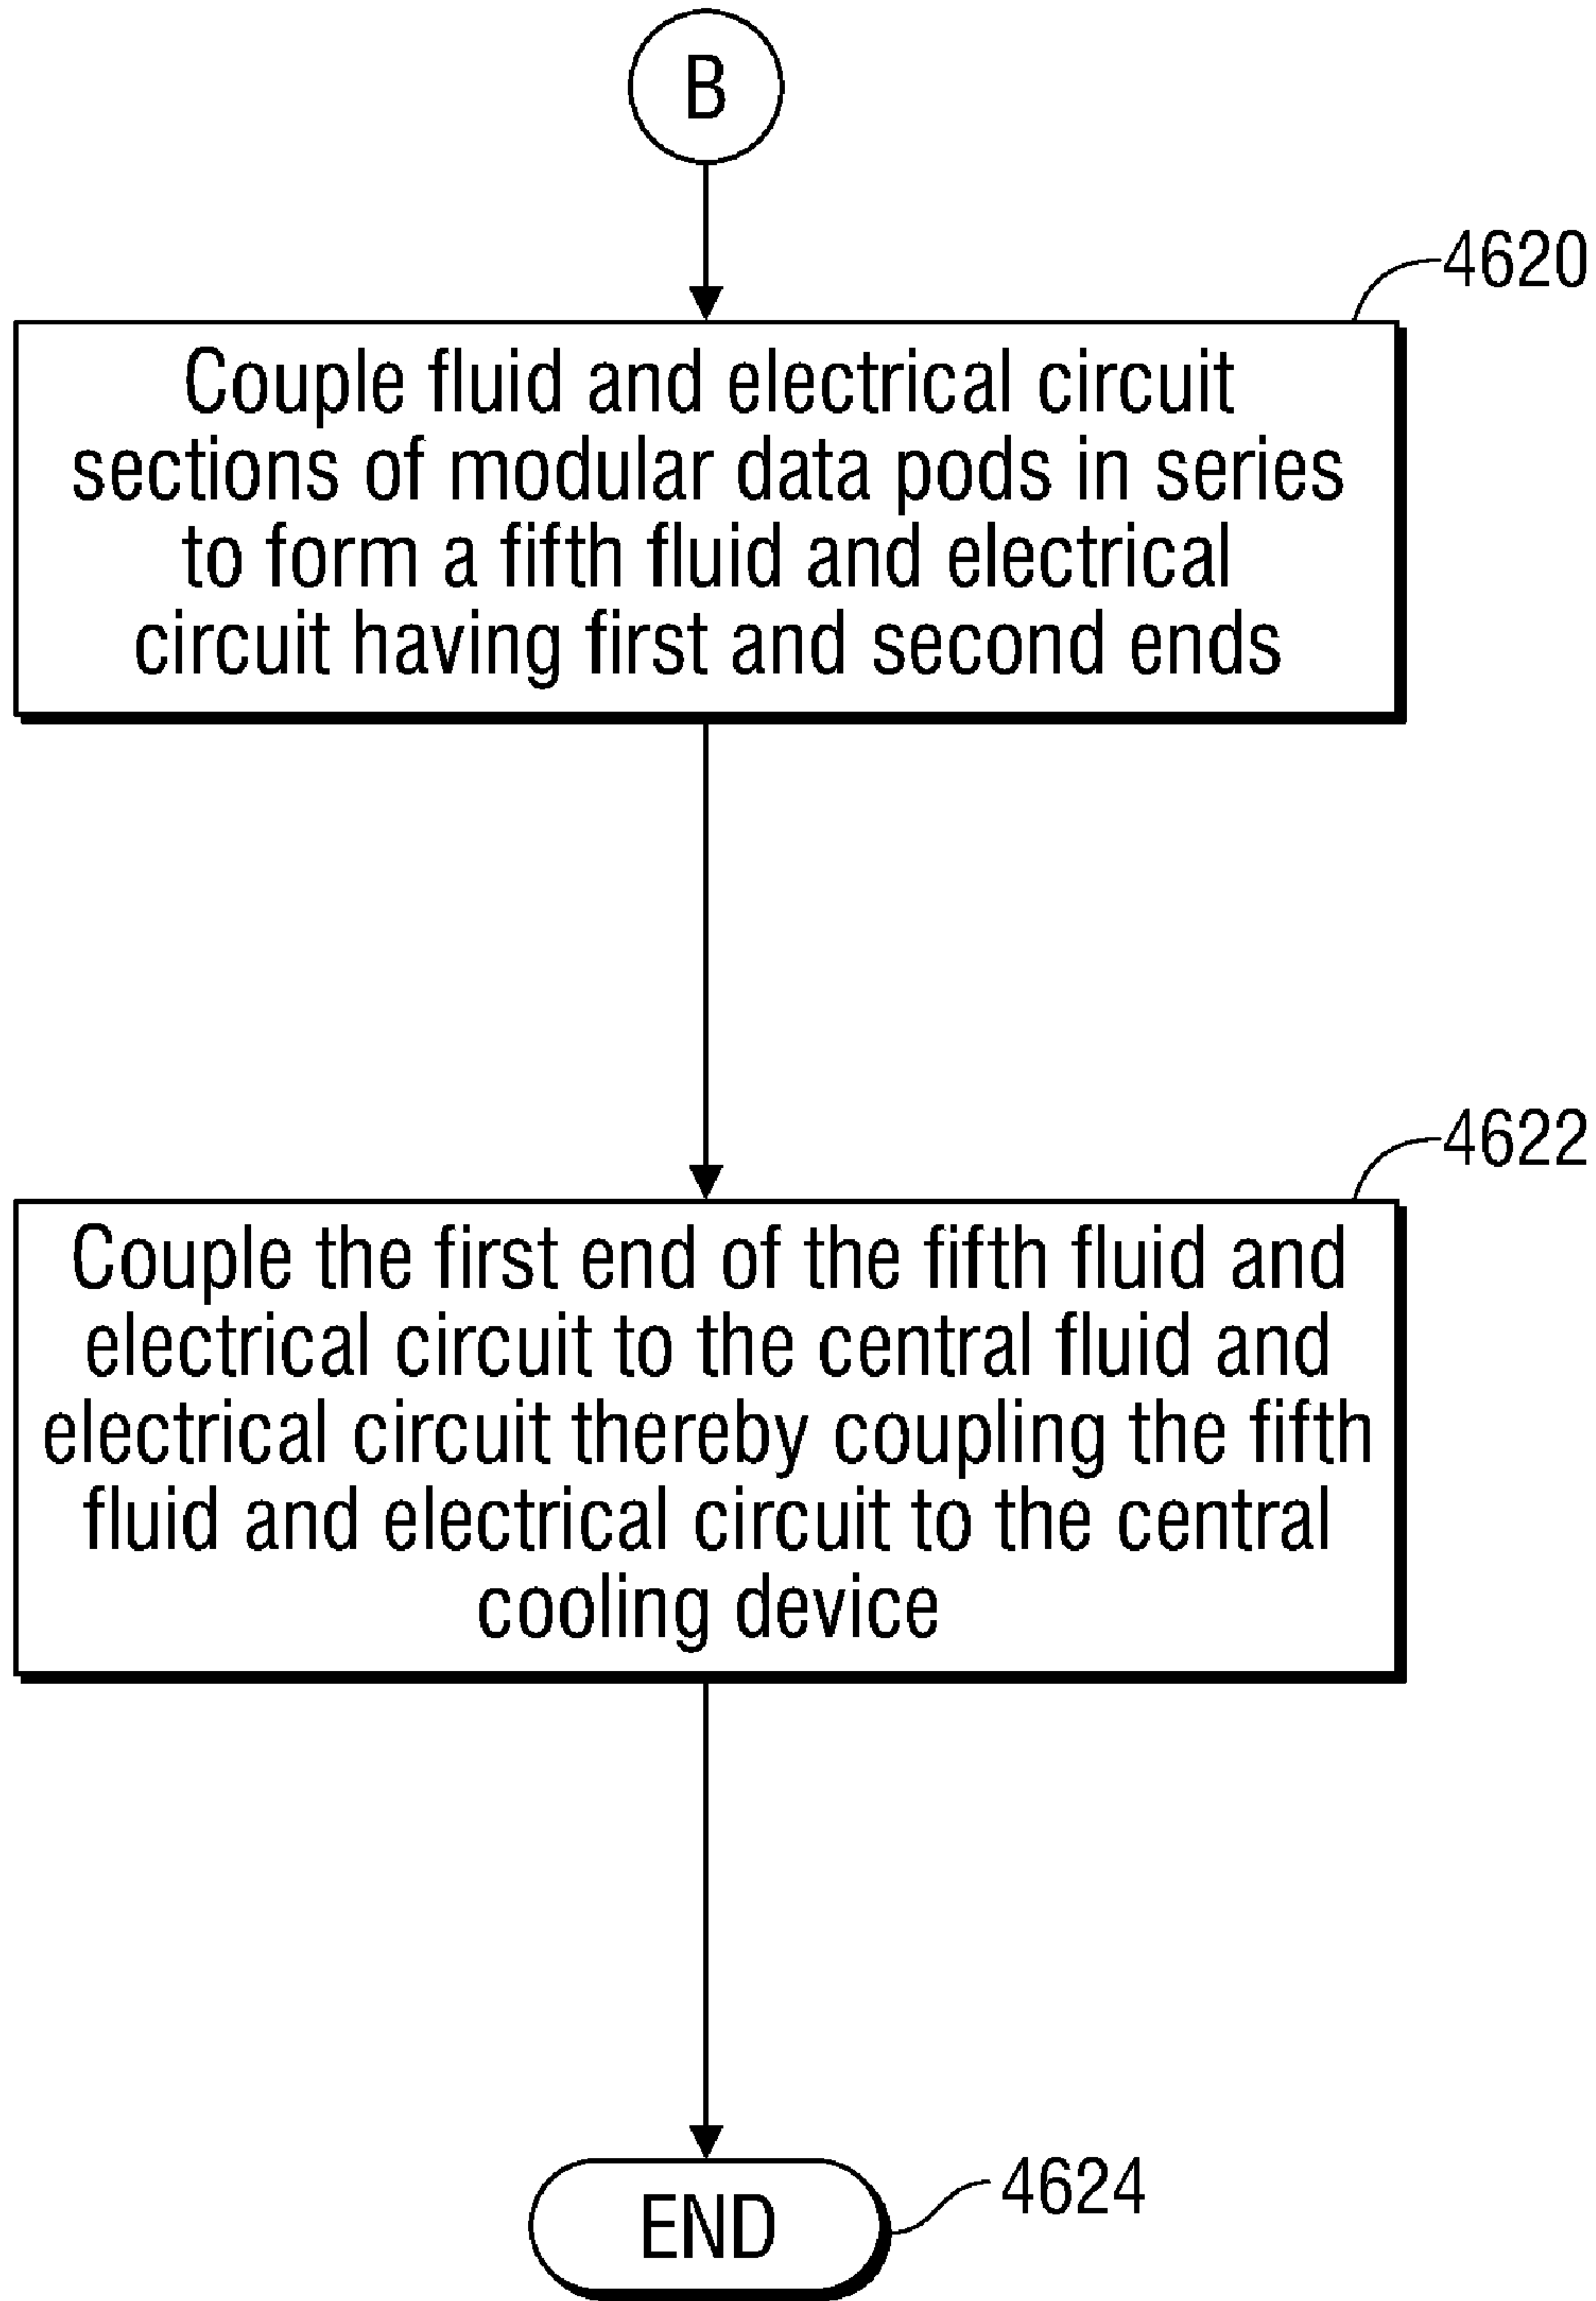 B
4620
Couple fluid and electrical circuit
sections of modular data pods in series
to form a fifth fluid and electrical
circuit having first and second ends
4622
Couple the first end of the fifth fluid and
electrical circuit to the central fluid and
electrical circuit thereby coupling the fifth
fluid and electrical circuit to the central
cooling device
END
4624